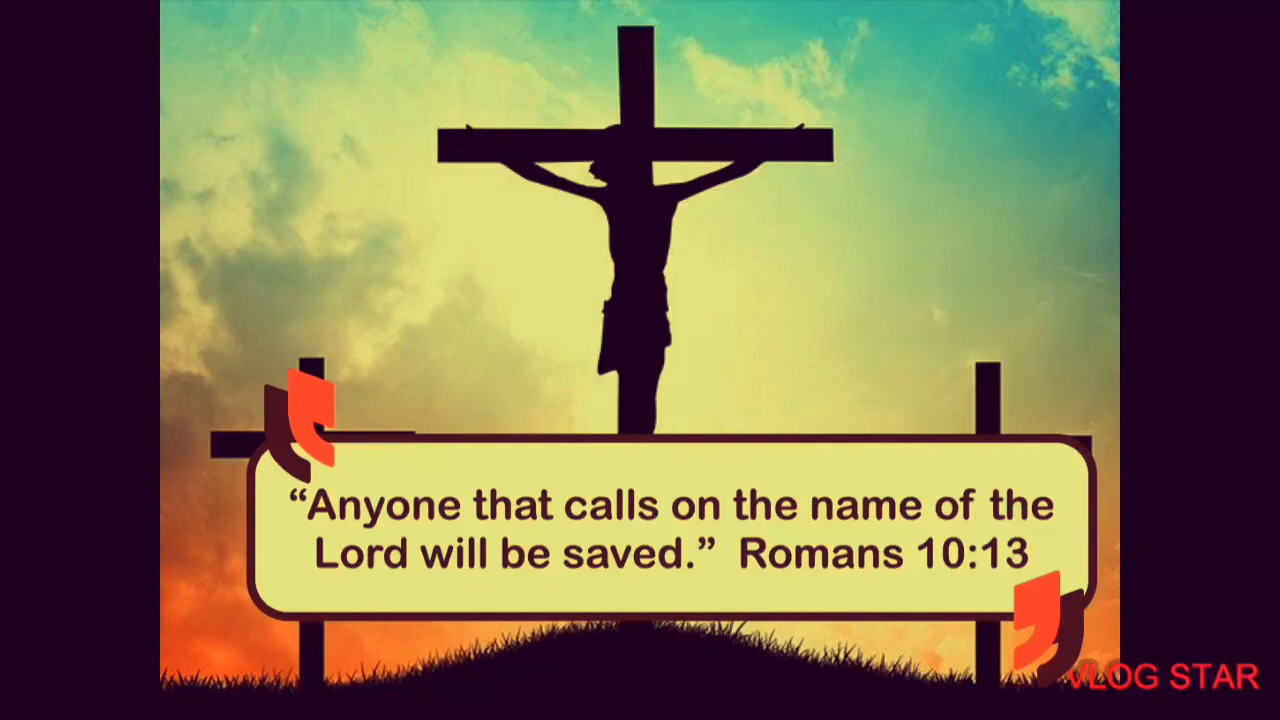 “Anyone that calls on the name of the
Lord will be saved.” Romans 10:13
VLOG STAR